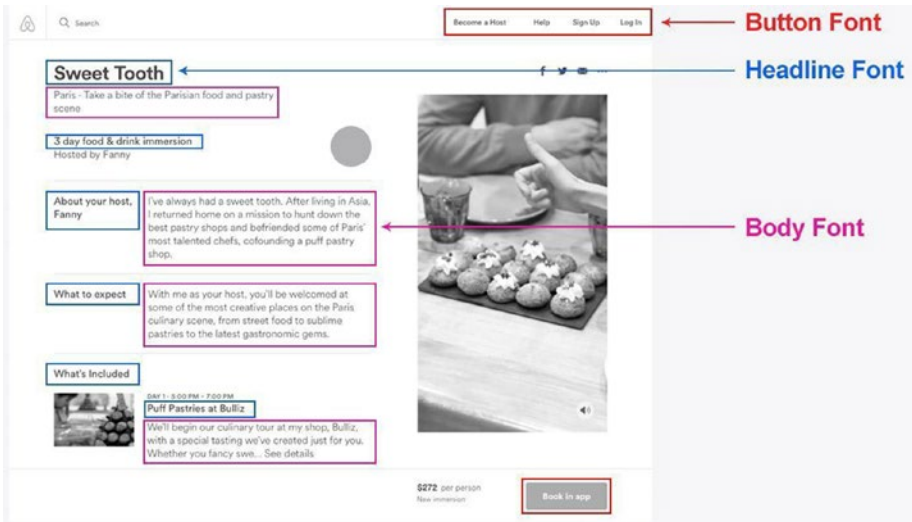 Search
Become a Host Help Sign Up Log In
Button Font
Sweet Tooth
Headline Font
Paris - Take a bite of the Parisian food and pastry
scene
3 day food & drink immersion
Hosted by Fanny
About your host,
Fanny
I've always had a sweet tooth. After living in Asia,
I returned home on a mission to hunt down the
best pastry shops and befriended some of Paris'
most talented chefs, cofounding a puff pastry
shop.
Body Font
What to expect
With me as your host, you'll be welcomed at
some of the most creative places on the Paris
culinary scene, from street food to sublime
pastries to the latest gastronomic gems.
What's Included
DAY 1 · 5:00 PM - 7:00 PM
Puff Pastries at Bulliz
We'll begin our culinary tour at my shop, Bulliz,
with a special tasting we've created just for you.
Whether you fancy swe... See details
$272 per person
New immersion
Book in app